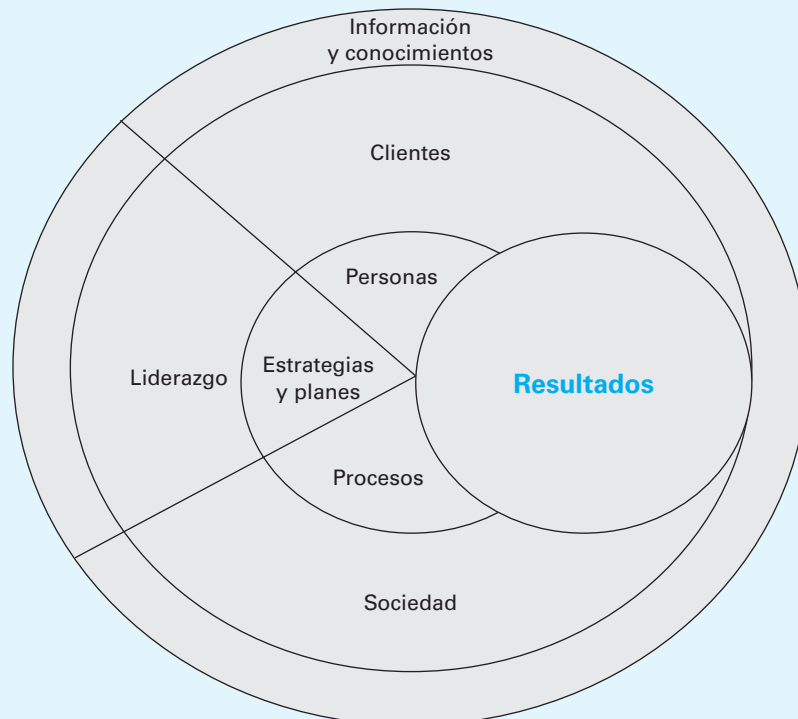 Información
y conocimientos
Clientes
Personas
Liderazgo
Estrategias
y planes
Resultados
Procesos
Sociedad